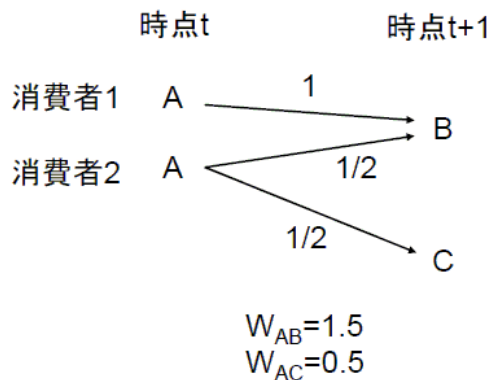 時点t 時点t+1
消費者1 A 1 B
消費者2 A 1/2
1/2 C
W_AB=1.5
W_AC=0.5